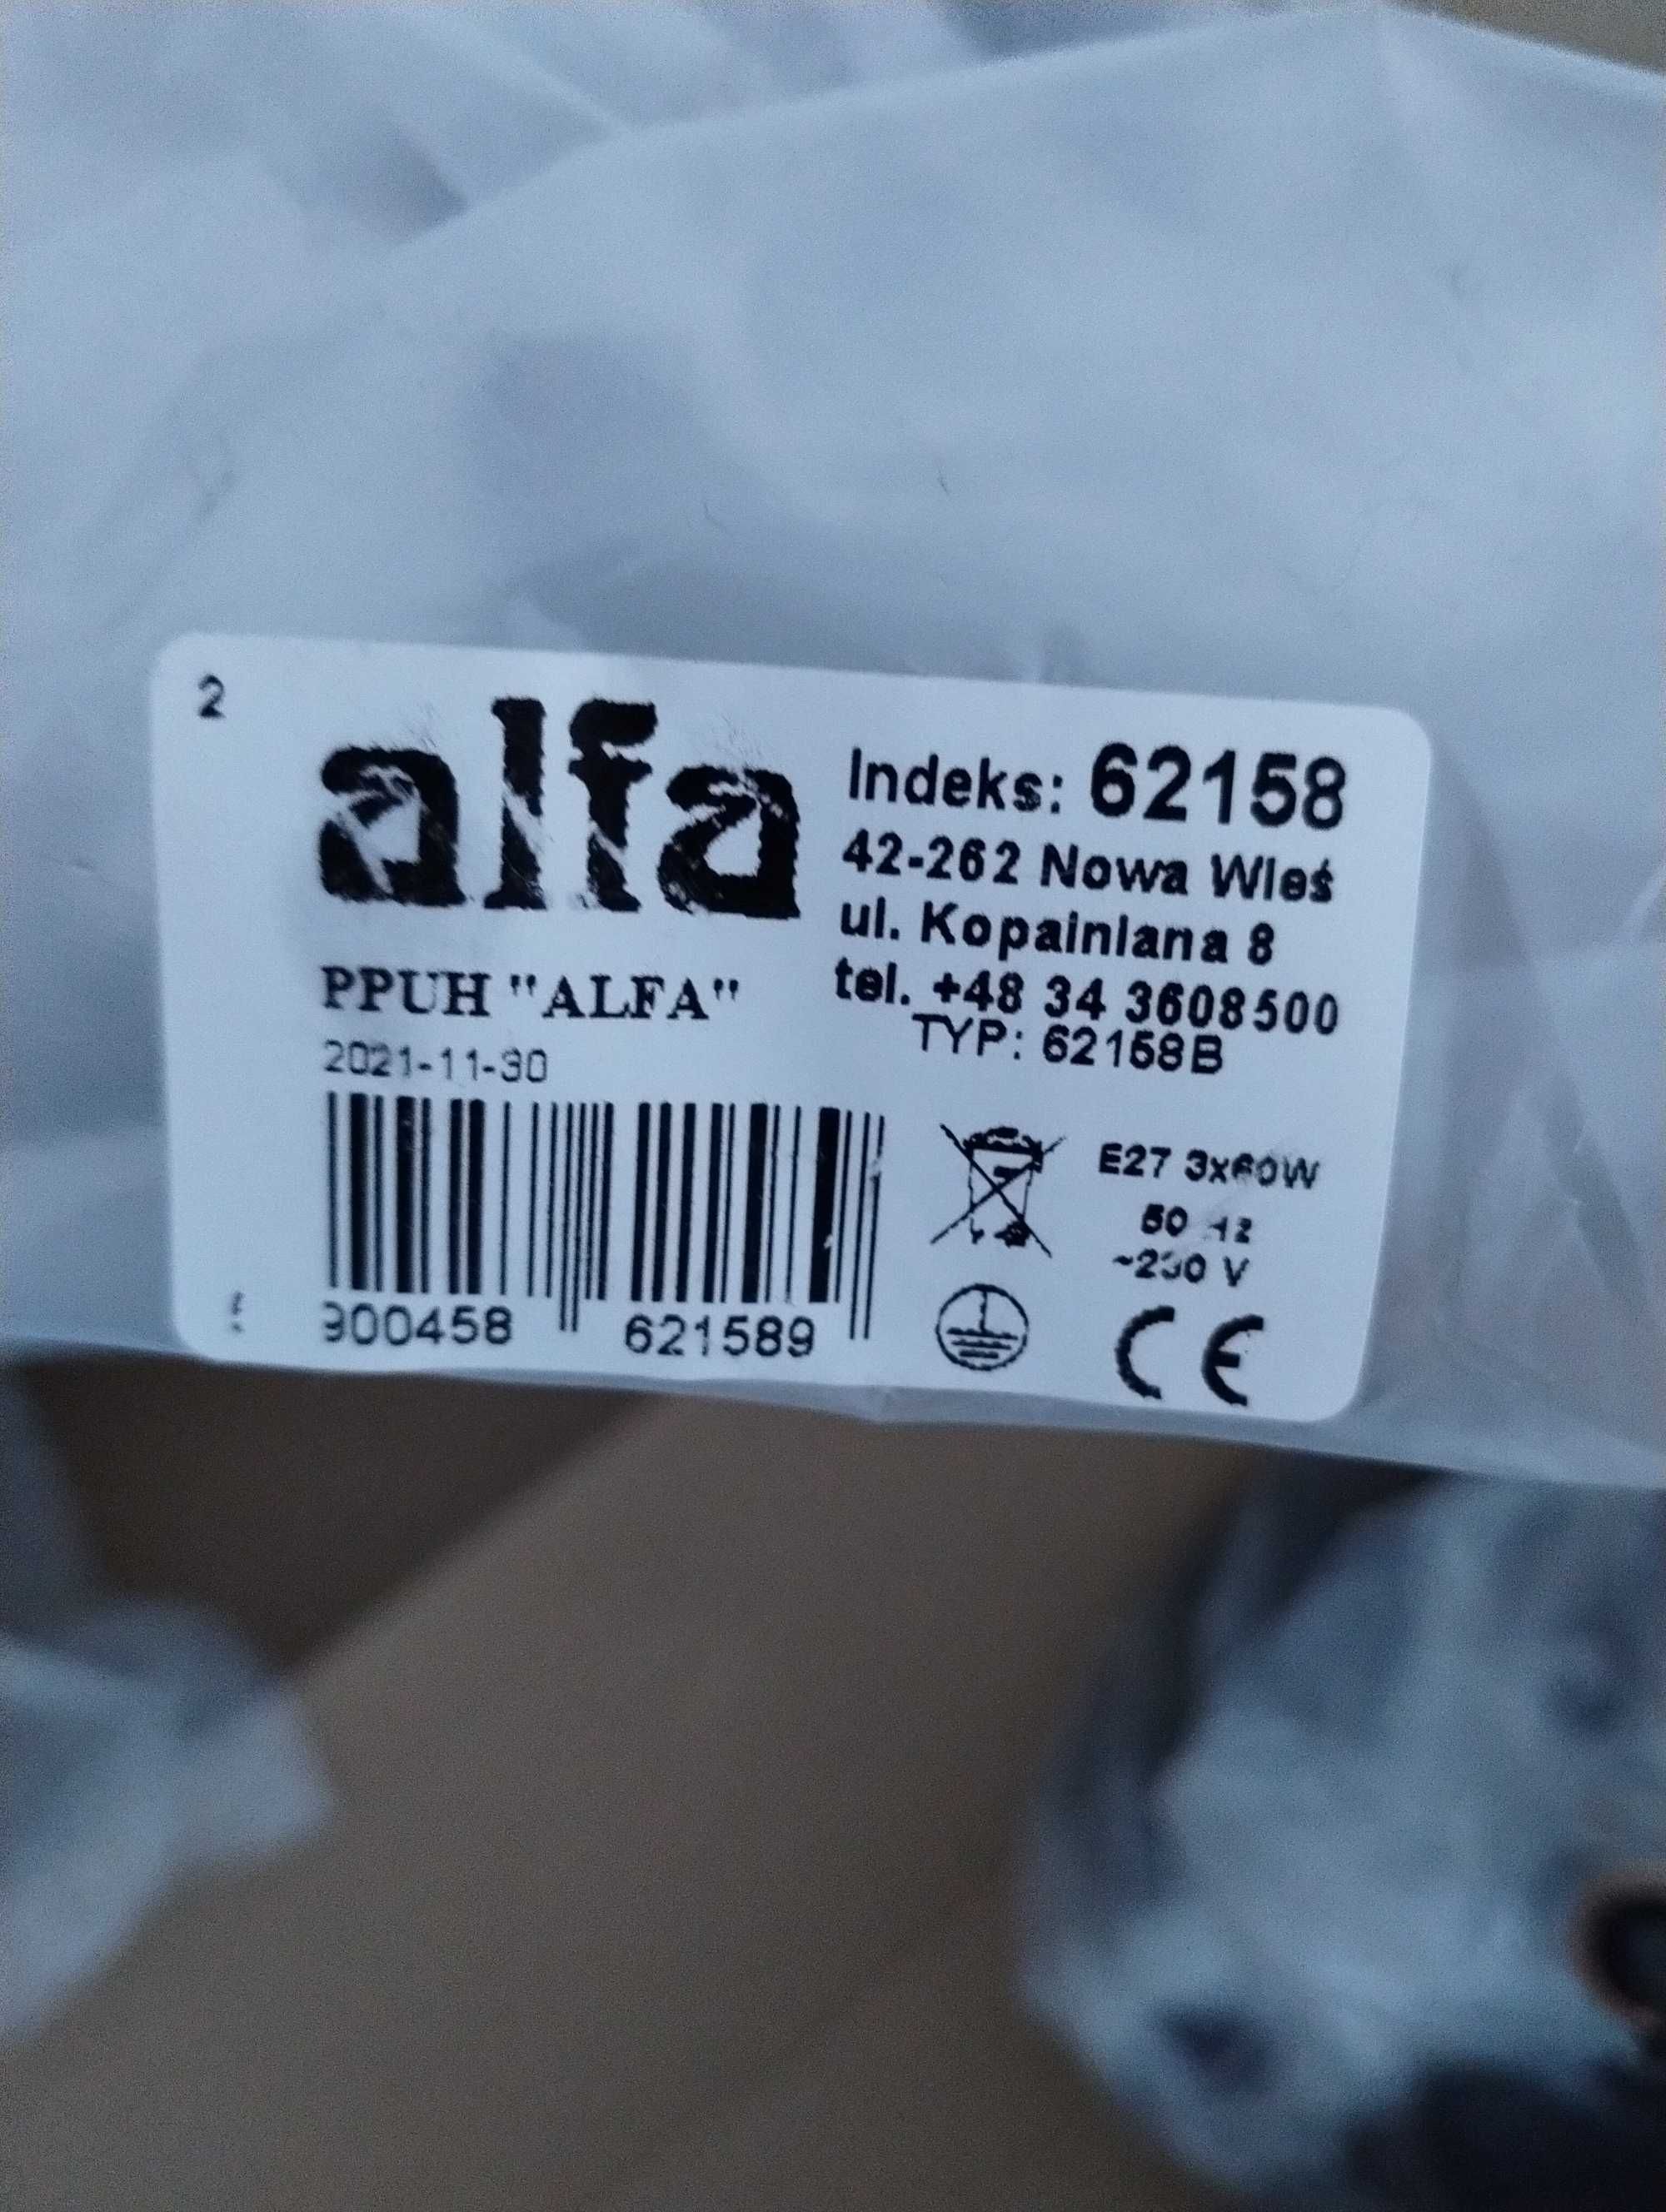 2
alfa
Indeks: 62158
42-262 Nowa Wieś
ul. Kopalniana 8
tel. +48 34 3608500
PPUH "ALFA"
TYP: 62158B
2021-11-30
E27 3x60W
50 Hz
~230 V
900458 621589
CE